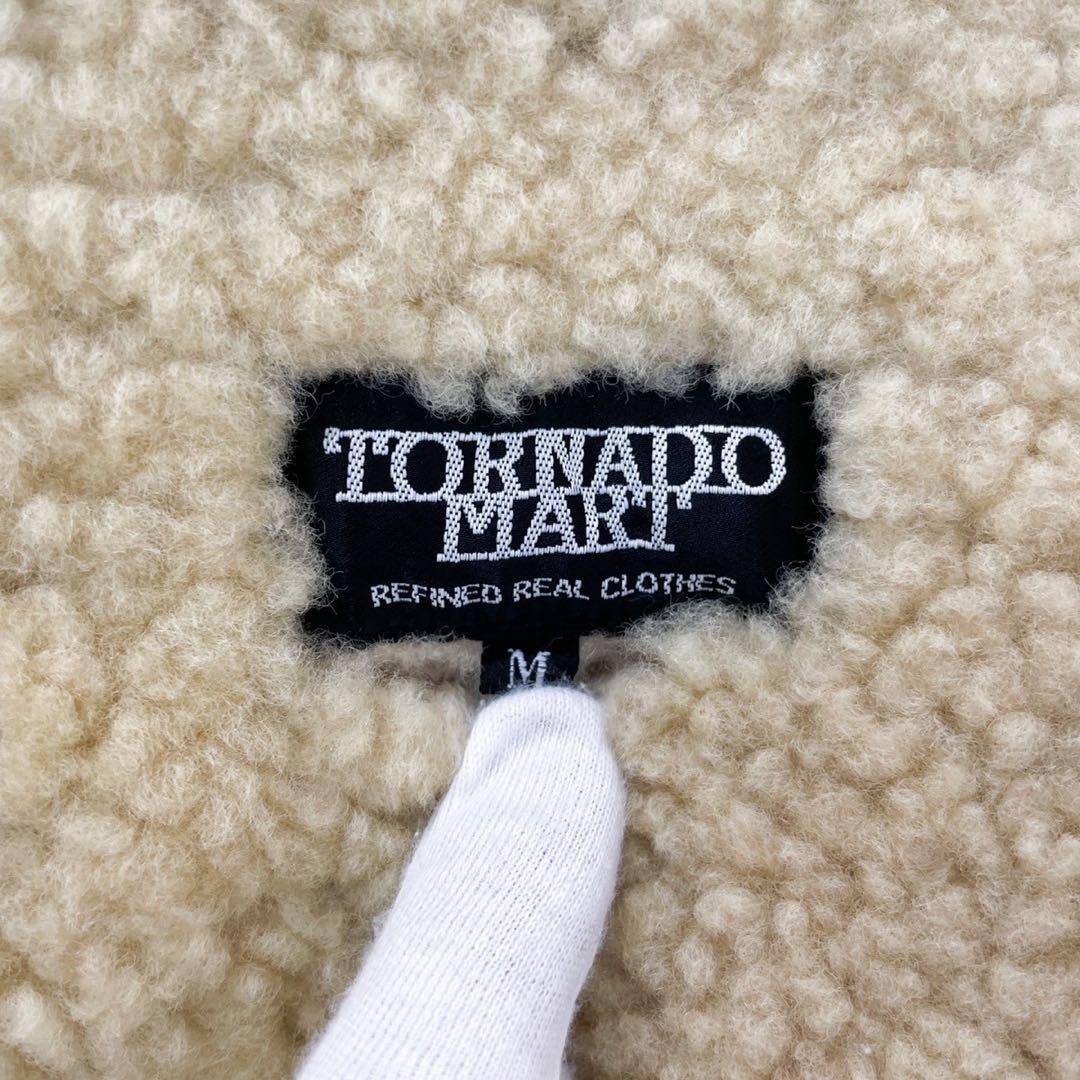 TORNADO
MART
REFINED REAL CLOTHES
M